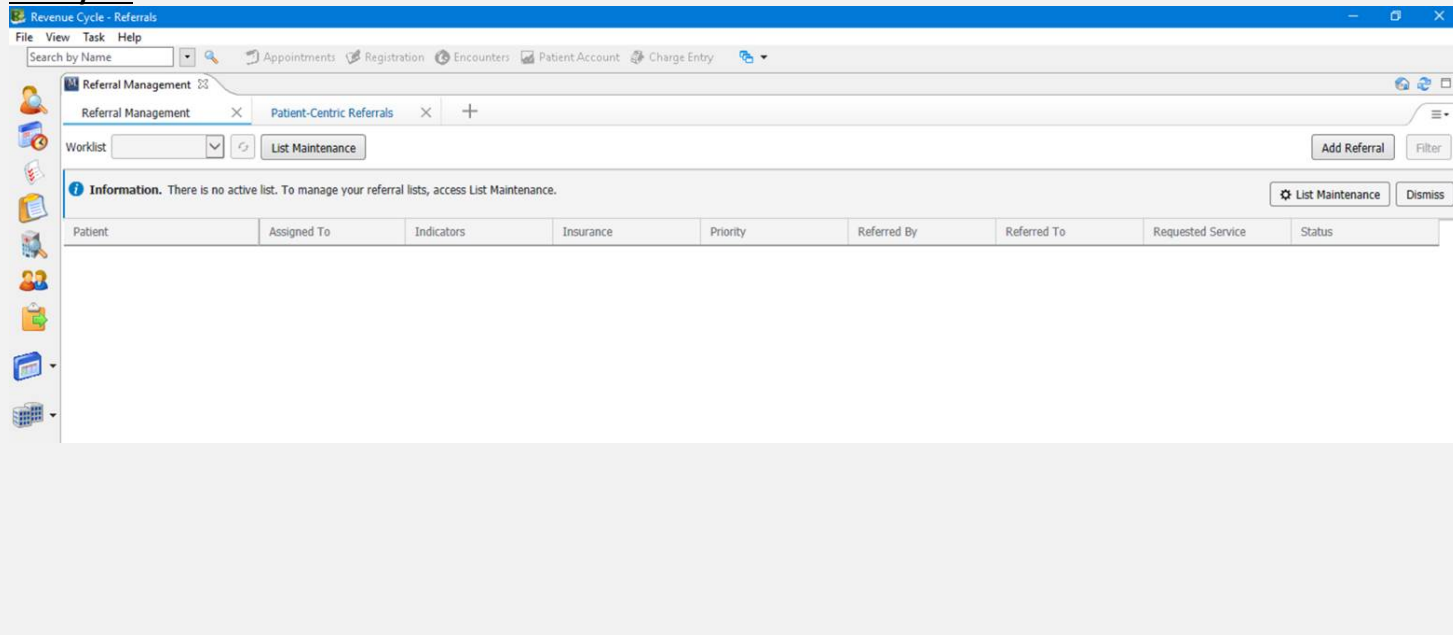 Revenue Cycle - Referrals
File View Task Help
Search by Name Appointments Registration Encounters Patient Account Charge Entry
Referral Management
Referral Management Patient-Centric Referrals
Worklist List Maintenance Add Referral Filter
Information. There is no active list. To manage your referral lists, access List Maintenance. List Maintenance Dismiss
Patient Assigned To Indicators Insurance Priority Referred By Referred To Requested Service Status